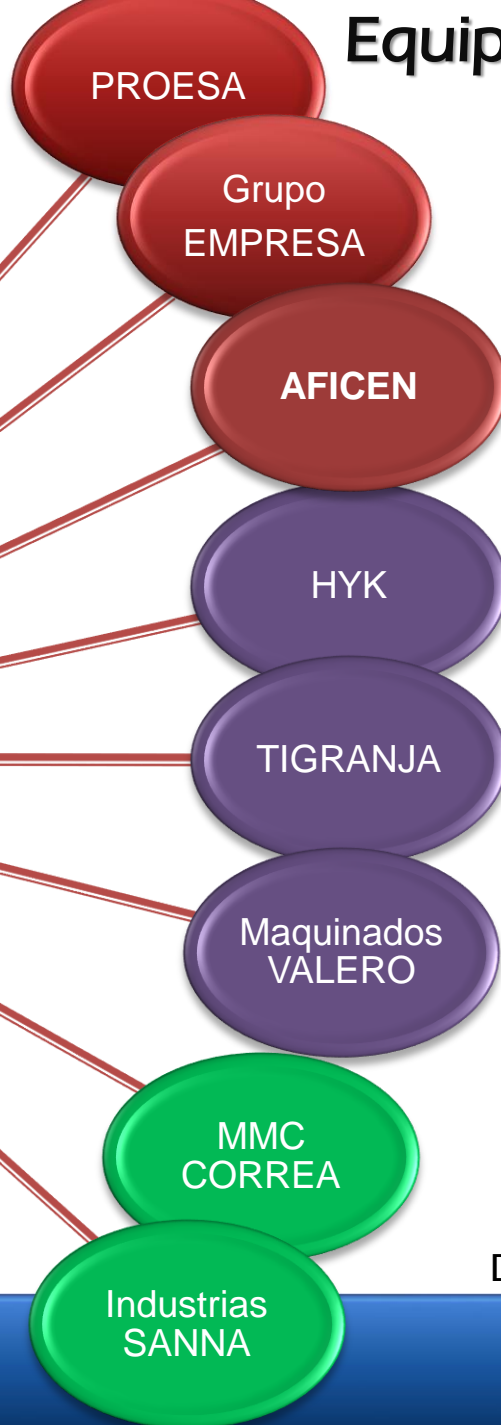 Equip
PROESA
Grupo
EMPRESA
AFICEN
HYK
TIGRANJA
Maquinados
VALERO
MMC
CORREA
D
Industrias
SANNA